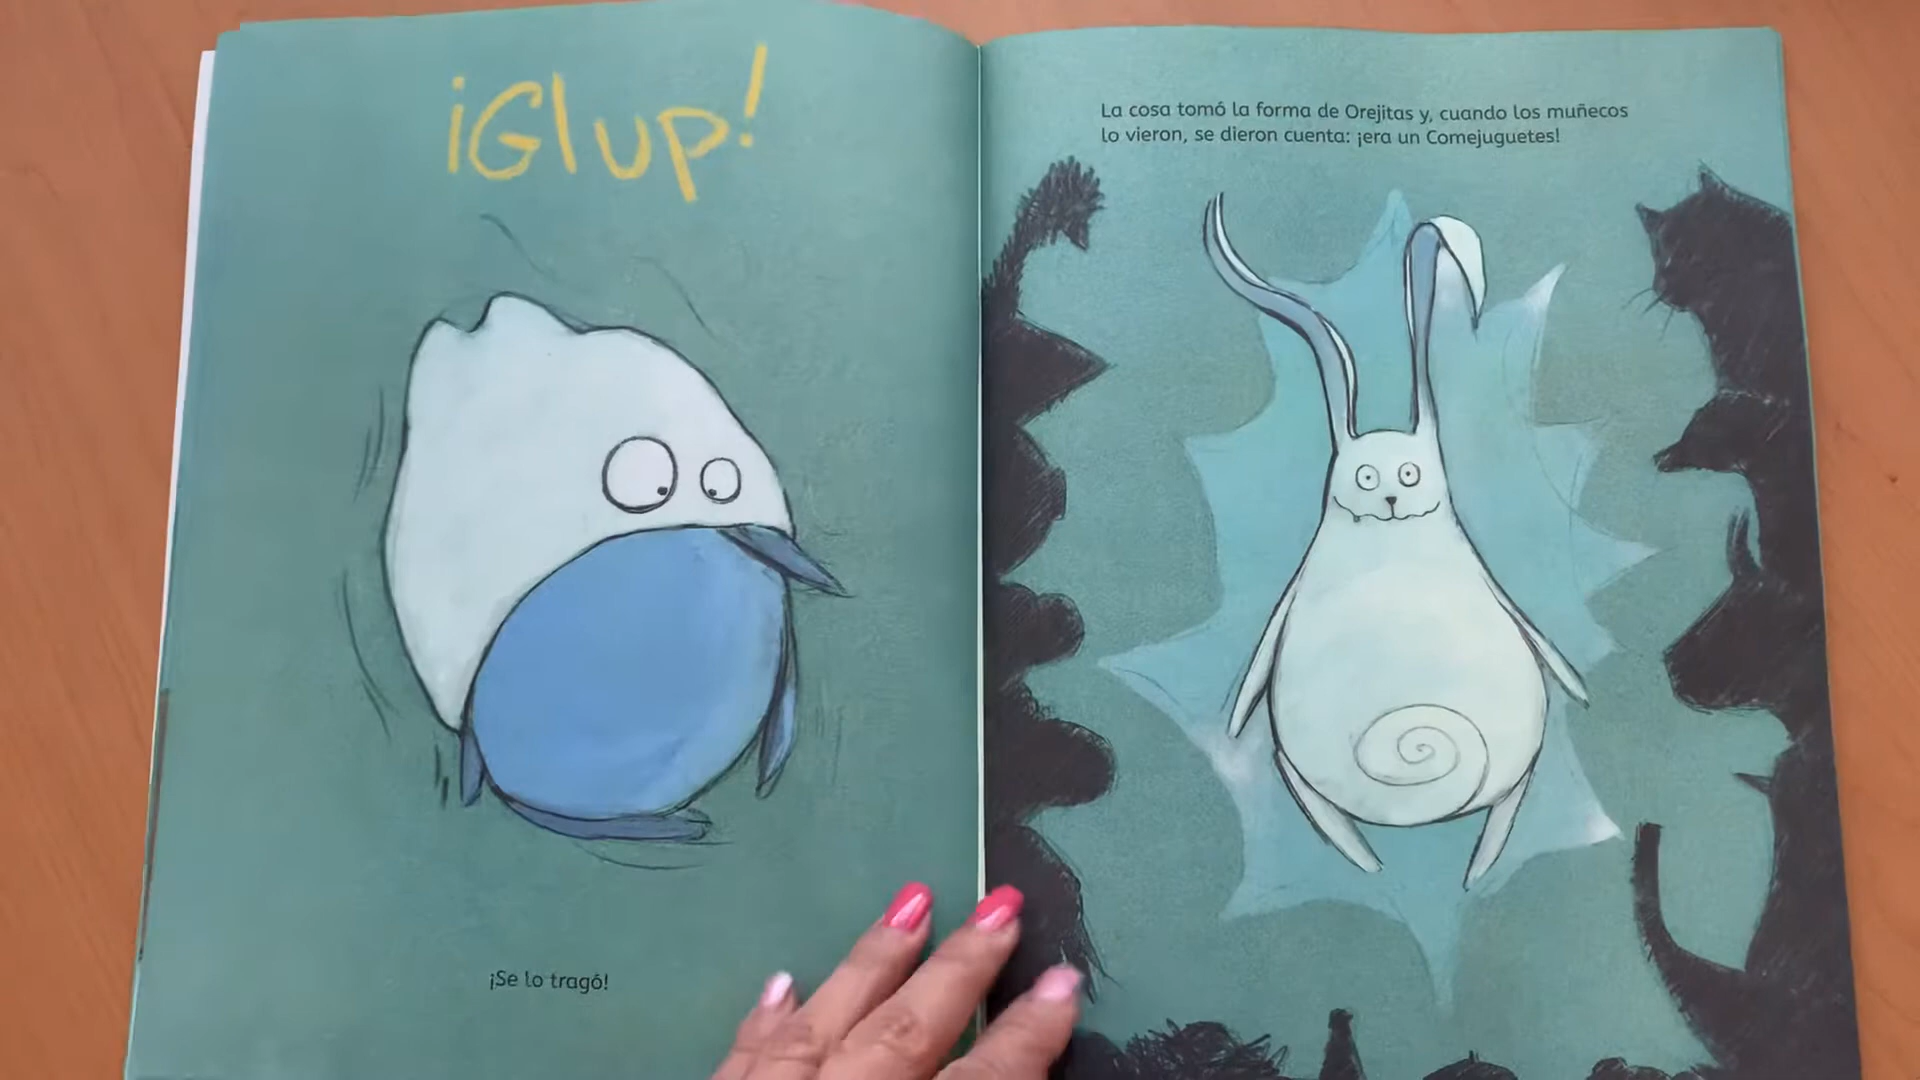 ¡Glup!
¡Se lo tragó!
La cosa tomó la forma de Orejitas y, cuando los muñecos
lo vieron, se dieron cuenta: ¡era un Comejuguetes!